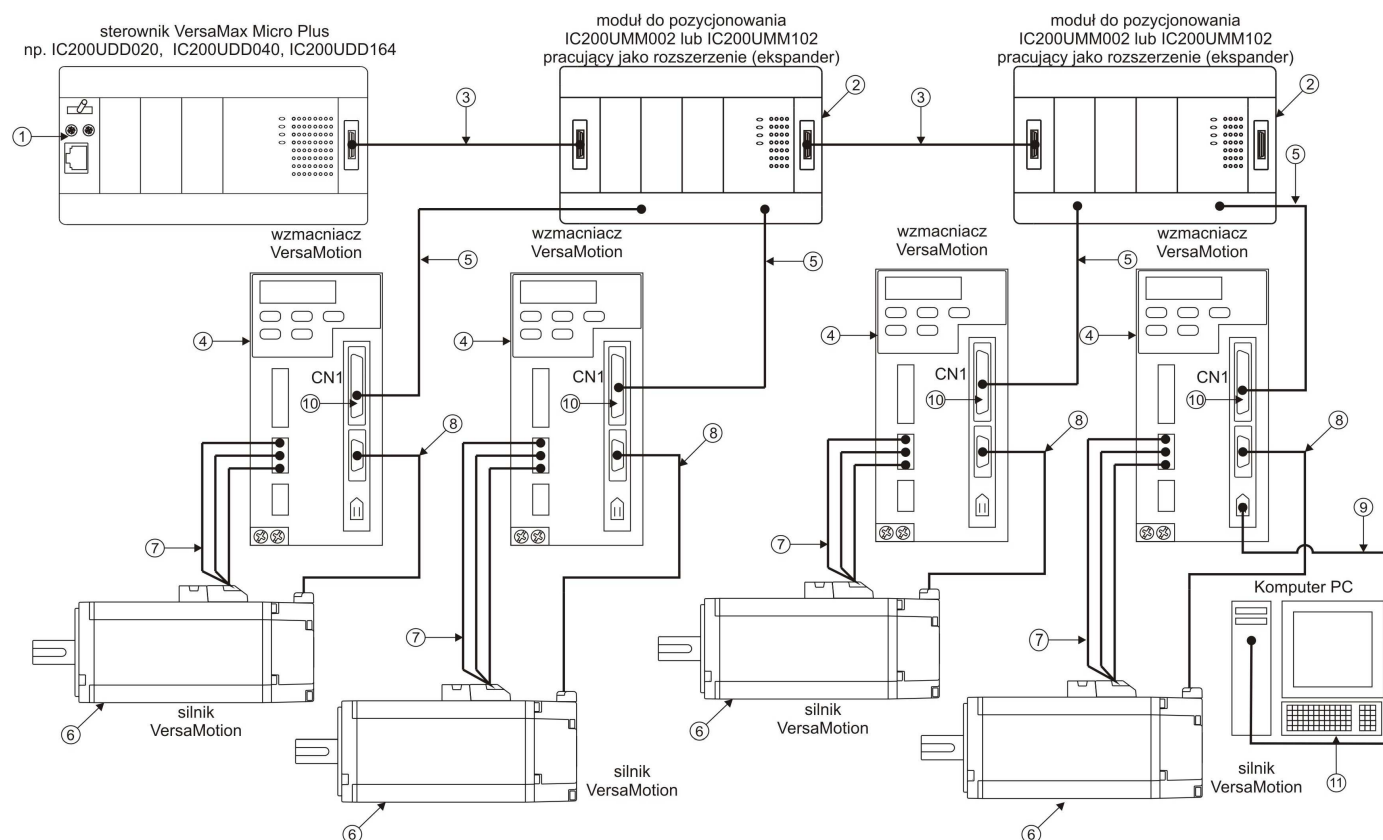 sterownik VersaMax Micro Plus
np. IC200UDD020, IC200UDD040, IC200UDD164
moduł do pozycjonowania
IC200UMM002 lub IC200UMM102
pracujący jako rozszerzenie (ekspander)
moduł do pozycjonowania
IC200UMM002 lub IC200UMM102
pracujący jako rozszerzenie (ekspander)
1
3
2
3
2
5
wzmacniacz
VersaMotion
wzmacniacz
VersaMotion
wzmacniacz
VersaMotion
wzmacniacz
VersaMotion
5
5
5
4
4
4
4
CN1
CN1
CN1
CN1
10
10
10
10
8
8
8
8
7
7
7
7
9
Komputer PC
6
silnik
VersaMotion
6
silnik
VersaMotion
6
silnik
VersaMotion
6
silnik
VersaMotion
11